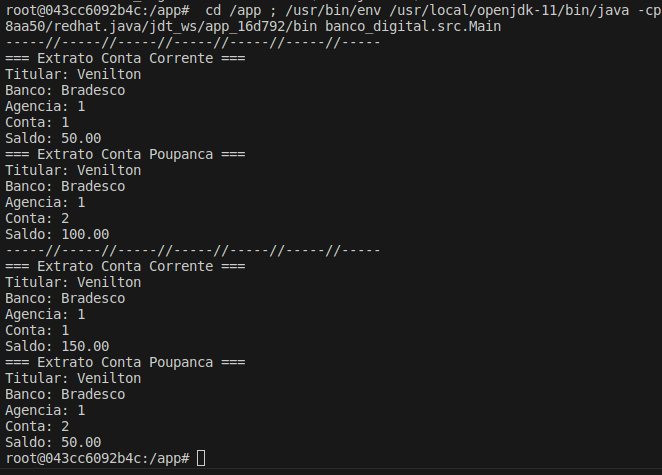 root@043cc6092b4c:/app#  cd /app ; /usr/bin/env /usr/local/openjdk-11/bin/java -cp
8aa50/redhat.java/jdt_ws/app_16d792/bin banco_digital.src.Main
-----//-----//-----//-----//-----//-----//-----
=== Extrato Conta Corrente ===
Titular: Venilton
Banco: Bradesco
Agencia: 1
Conta: 1
Saldo: 50.00
=== Extrato Conta Poupanca ===
Titular: Venilton
Banco: Bradesco
Agencia: 1
Conta: 2
Saldo: 100.00
-----//-----//-----//-----//-----//-----//-----
=== Extrato Conta Corrente ===
Titular: Venilton
Banco: Bradesco
Agencia: 1
Conta: 1
Saldo: 150.00
=== Extrato Conta Poupanca ===
Titular: Venilton
Banco: Bradesco
Agencia: 1
Conta: 2
Saldo: 50.00
root@043cc6092b4c:/app#